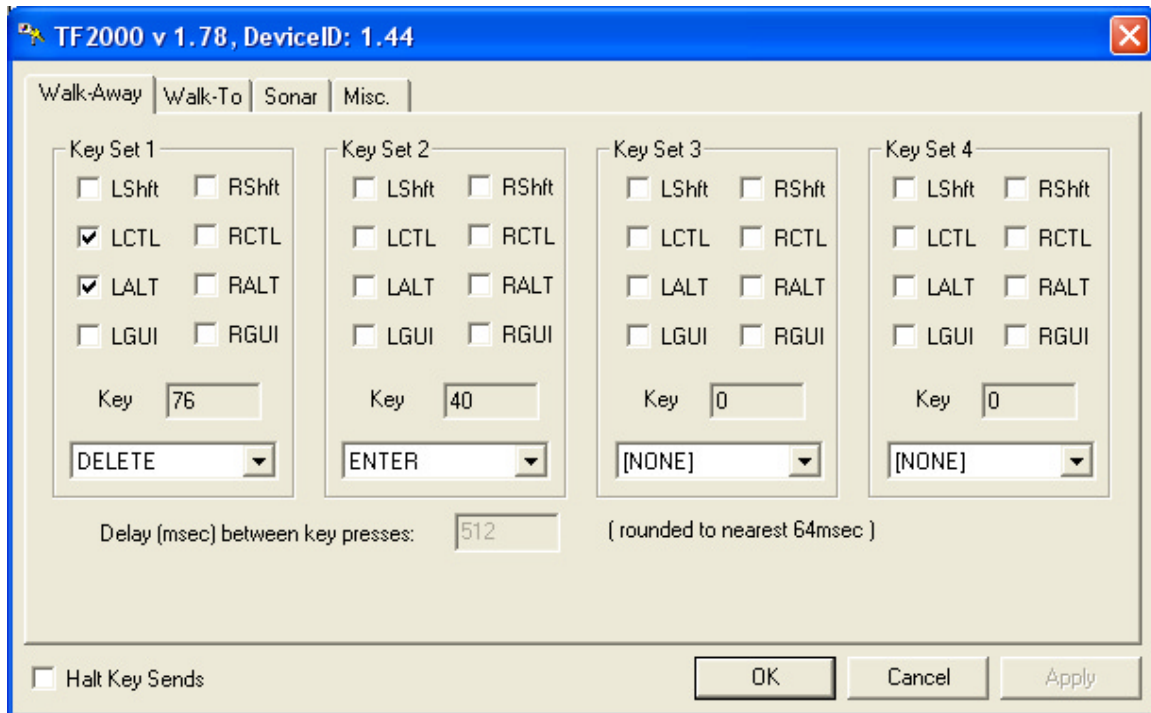 TF2000 v 1.78, DeviceID: 1.44
Walk-Away Walk-To Sonar Misc.
Key Set 1 Key Set 2 Key Set 3 Key Set 4
LShft RShft LShft RShft LShft RShft LShft RShft
LCTL RCTL LCTL RCTL LCTL RCTL LCTL RCTL
LALT RALT LALT RALT LALT RALT LALT RALT
LGUI RGUI LGUI RGUI LGUI RGUI LGUI RGUI
Key 76 Key 40 Key 0 Key 0
DELETE ENTER [NONE] [NONE]
Delay (msec) between key presses: 512 ( rounded to nearest 64msec )
Halt Key Sends OK Cancel Apply